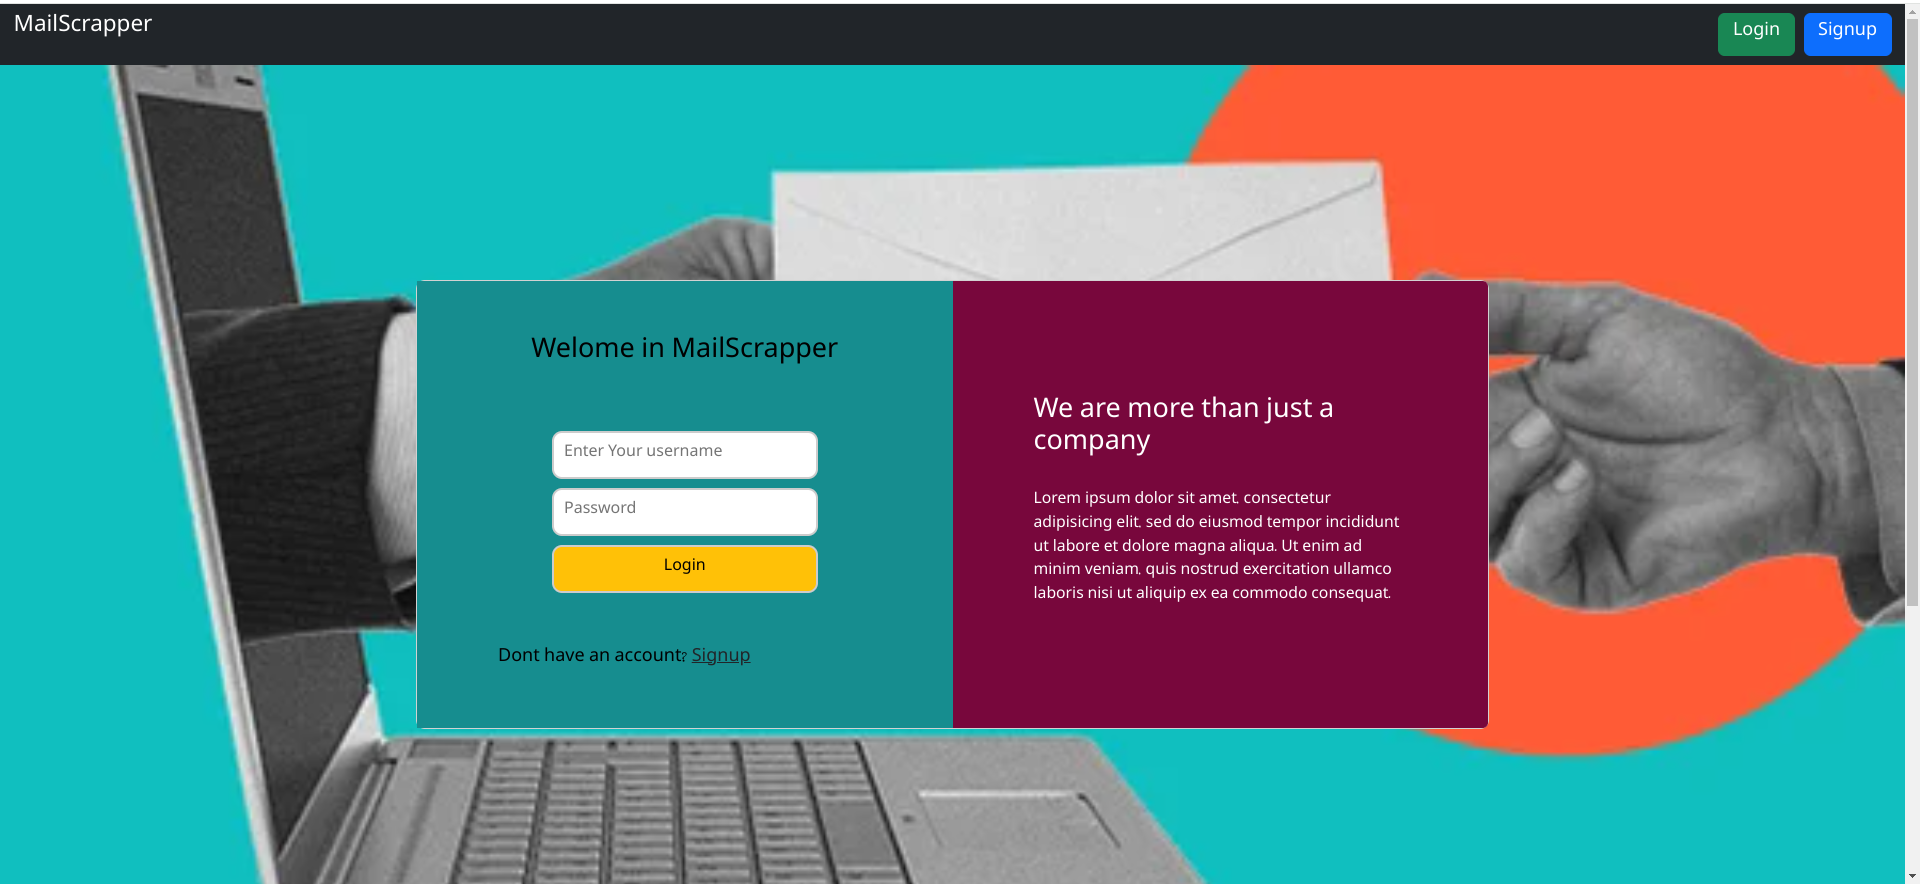 MailScrapper
Login
Signup
Welome in MailScrapper
Enter Your username
Password
Login
Dont have an account? Signup
We are more than just a
company
Lorem ipsum dolor sit amet, consectetur
adipisicing elit, sed do eiusmod tempor incididunt
ut labore et dolore magna aliqua. Ut enim ad
minim veniam, quis nostrud exercitation ullamco
laboris nisi ut aliquip ex ea commodo consequat.